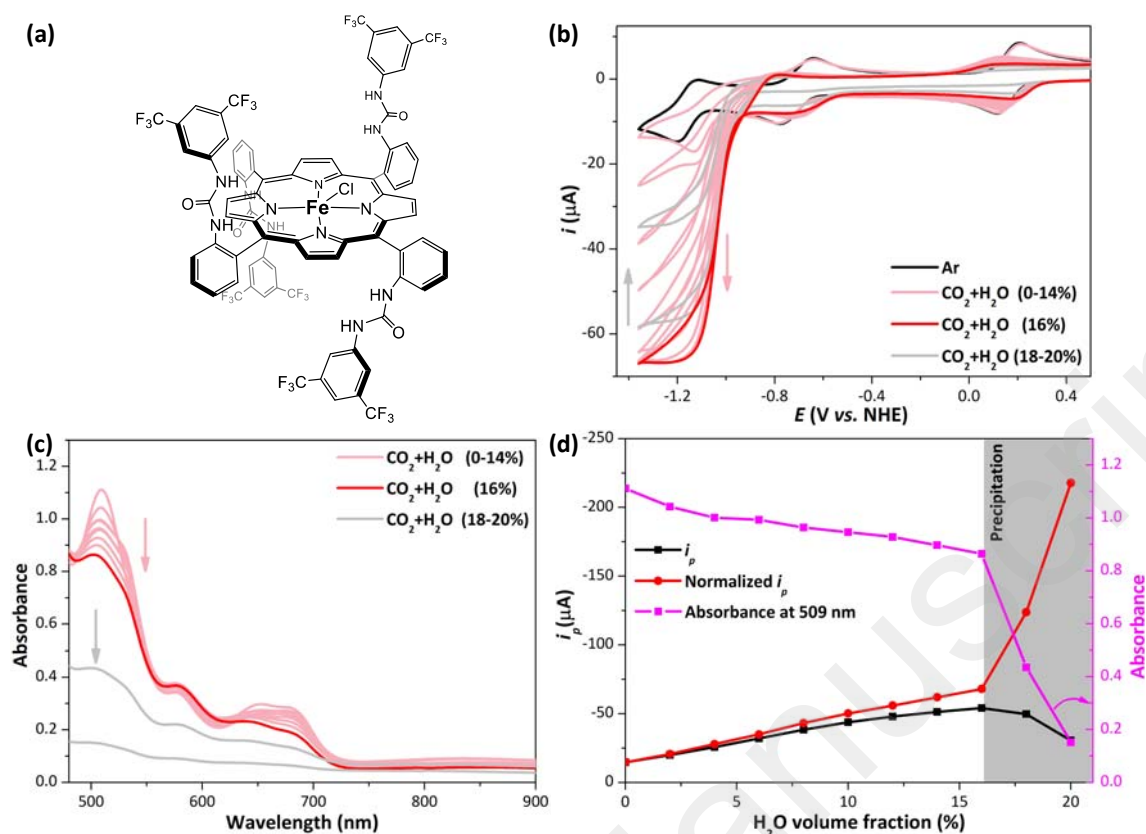 (a)
CF3
F3C
CF3
HN
O
NH
F3C
NH
O
NH
HN
O
NH
N
Cl
N
Fe
N
N
F3C
CF3
NH
O
NH
F3C
CF3
(b)
0
-20
-40
-60
i (μA)
Ar
CO2+H2O (0-14%)
CO2+H2O (16%)
CO2+H2O (18-20%)
-1.2 -0.8 -0.4 0.0 0.4
E (V vs. NHE)
(c)
1.2
1.0
0.8
0.6
0.4
0.2
0.0
Absorbance
CO2+H2O (0-14%)
CO2+H2O (16%)
CO2+H2O (18-20%)
500 600 700 800 900
Wavelength (nm)
(d)
-250
-200
-150
-100
-50
0
ip (μA)
ip
Normalized ip
Absorbance at 509 nm
Precipitation
1.2
1.0
0.8
0.6
0.4
0.2
0.0
Absorbance
0 5 10 15 20
H2O volume fraction (%)